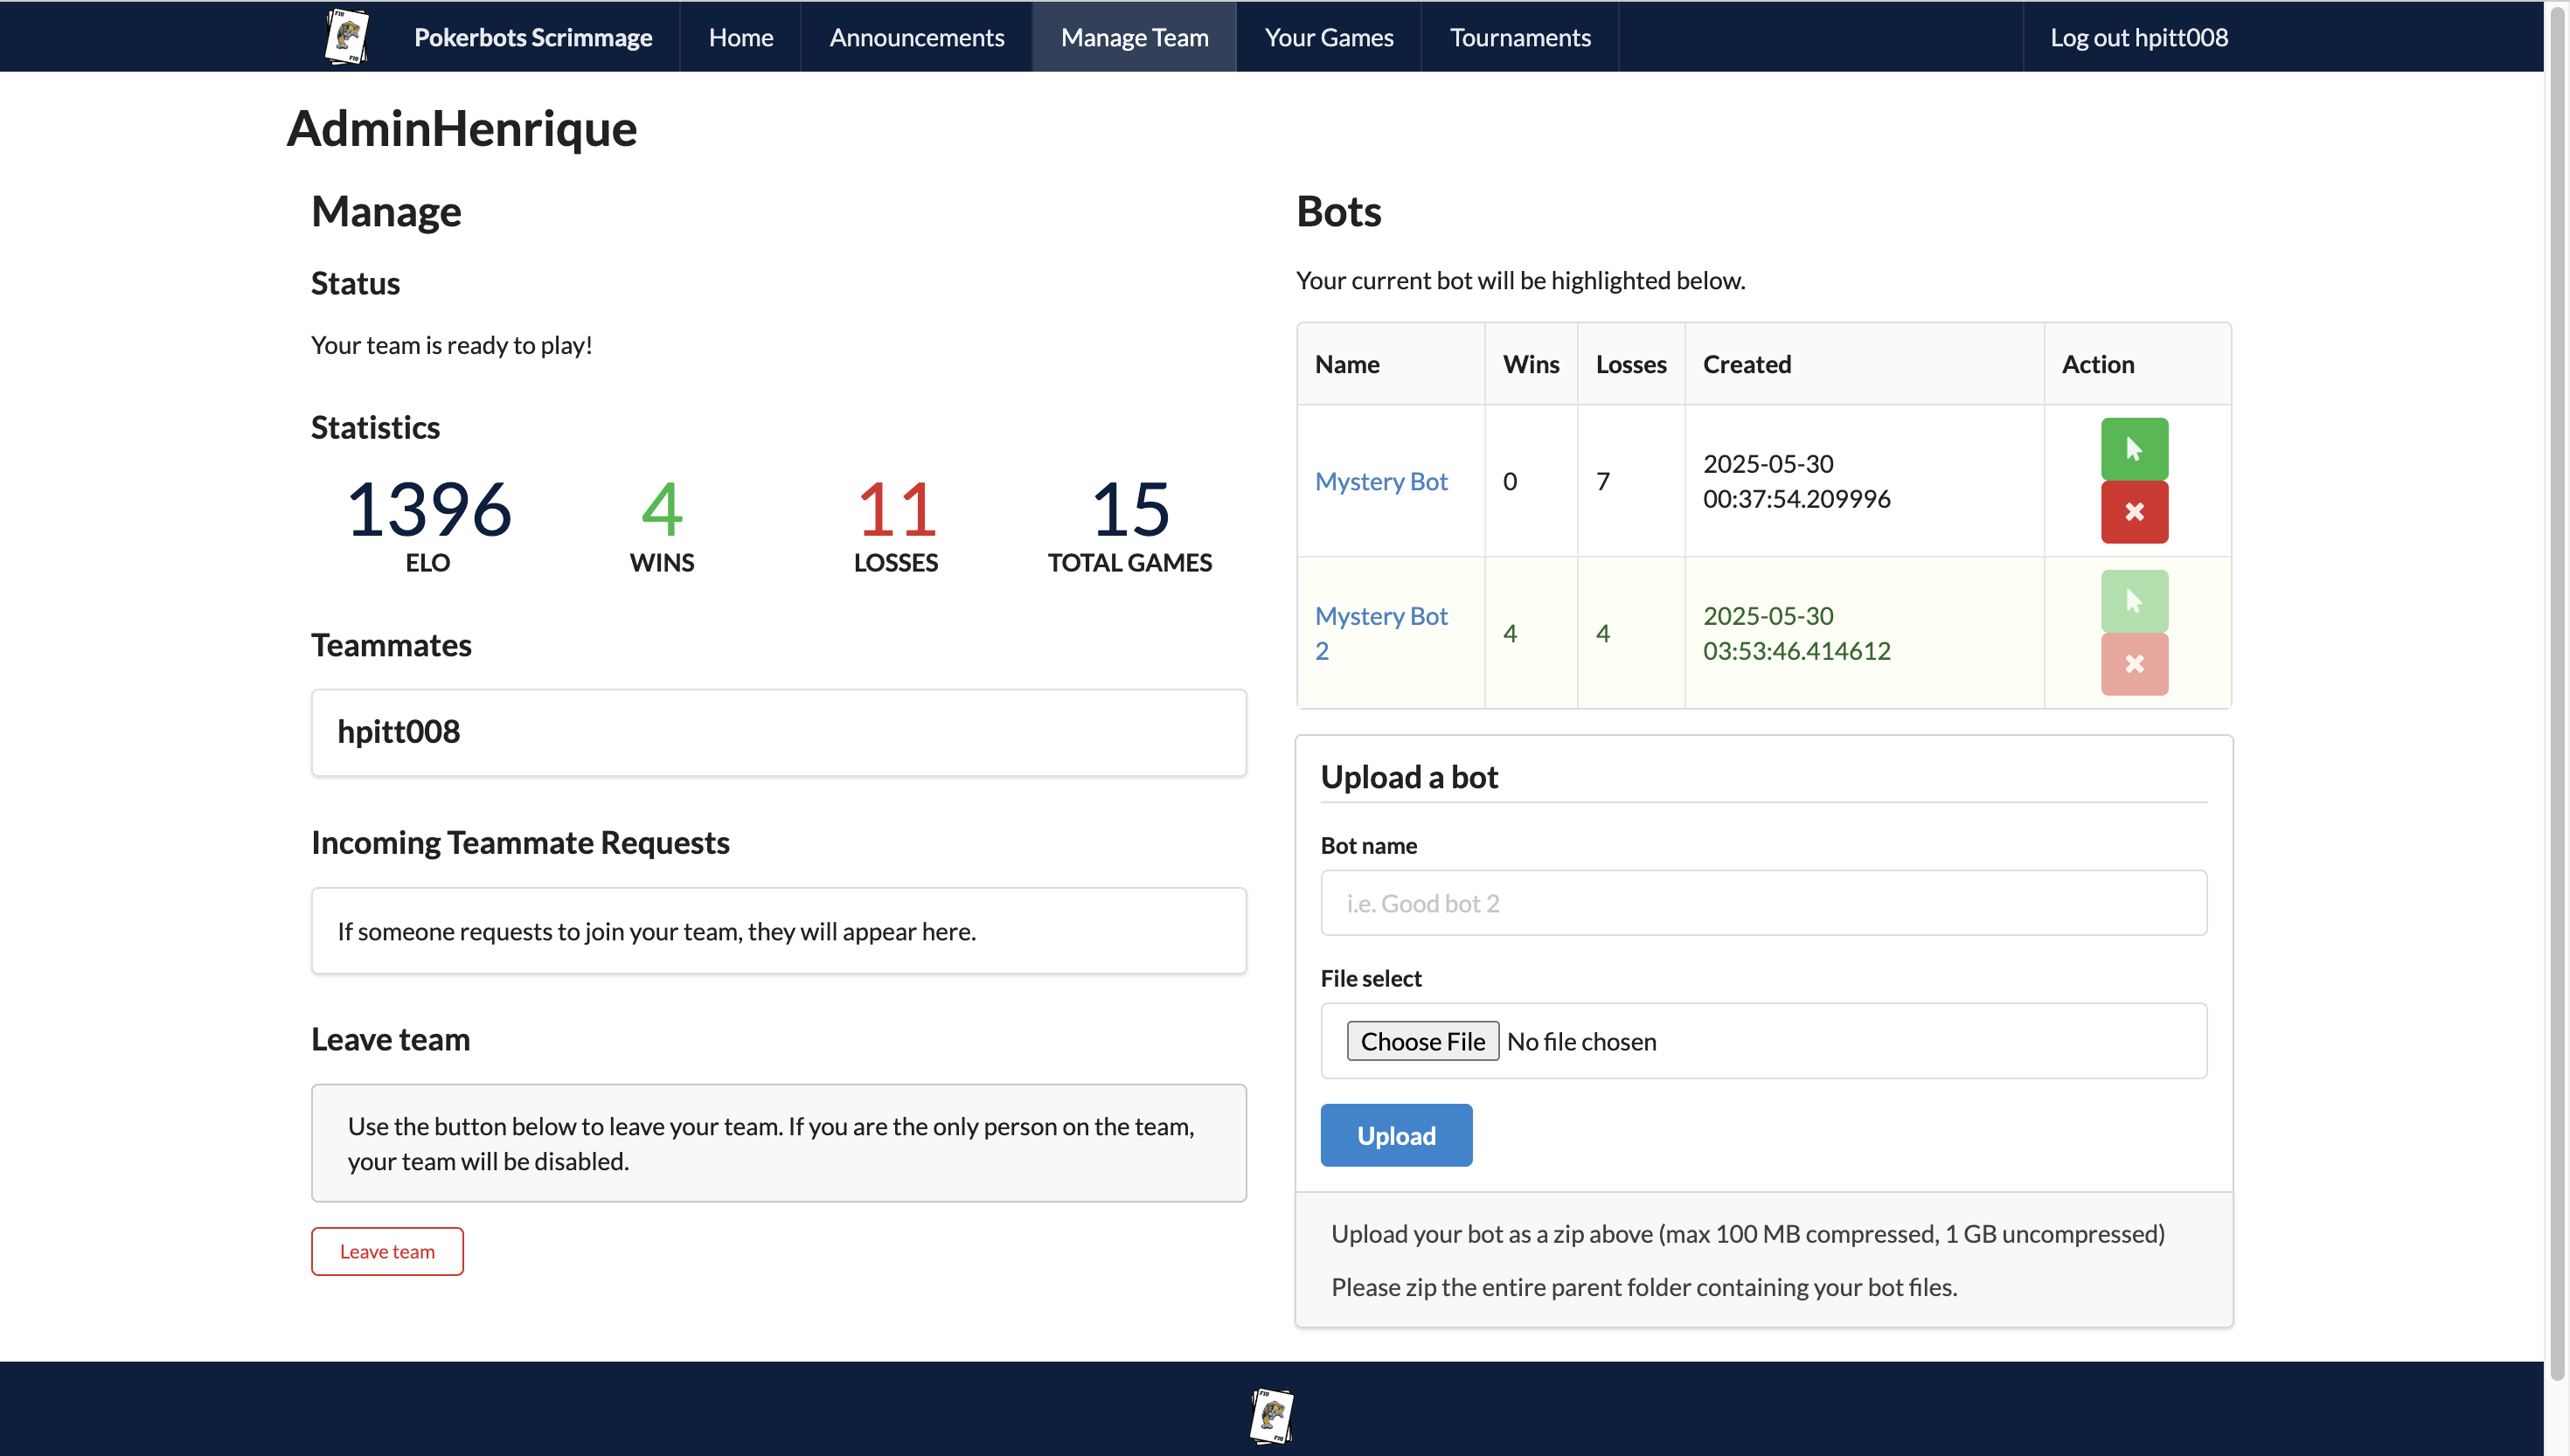 Pokerbots Scrimmage
Home
Announcements
Manage Team
Your Games
Tournaments
Log out hpitt008
AdminHenrique
Manage
Status
Your team is ready to play!
Statistics
1396
ELO
4
WINS
11
LOSSES
15
TOTAL GAMES
Teammates
hpitt008
Incoming Teammate Requests
If someone requests to join your team, they will appear here.
Leave team
Use the button below to leave your team. If you are the only person on the team,
your team will be disabled.
Leave team
Bots
Your current bot will be highlighted below.
Name Wins Losses Created Action
Mystery Bot 0 7 2025-05-30
00:37:54.209996
Mystery Bot
2 4 4 2025-05-30
03:53:46.414612
Upload a bot
Bot name
i.e. Good bot 2
File select
Choose File No file chosen
Upload
Upload your bot as a zip above (max 100 MB compressed, 1 GB uncompressed)
Please zip the entire parent folder containing your bot files.
FIU
FIU